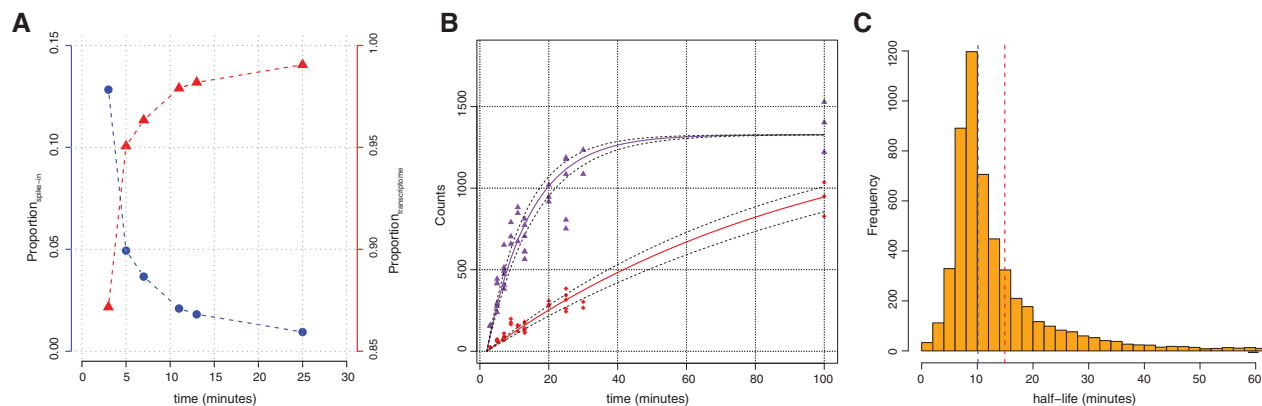 A
B
C
0.15
0.10
0.05
0.00
Proportion spike−in
1.00
0.95
0.90
0.85
Proportion transcriptome
0 5 10 15 20 25 30
time (minutes)
1500
1000
500
0
Counts
0 20 40 60 80 100
time (minutes)
1200
1000
800
600
400
200
0
Frequency
0 10 20 30 40 50 60
half−life (minutes)